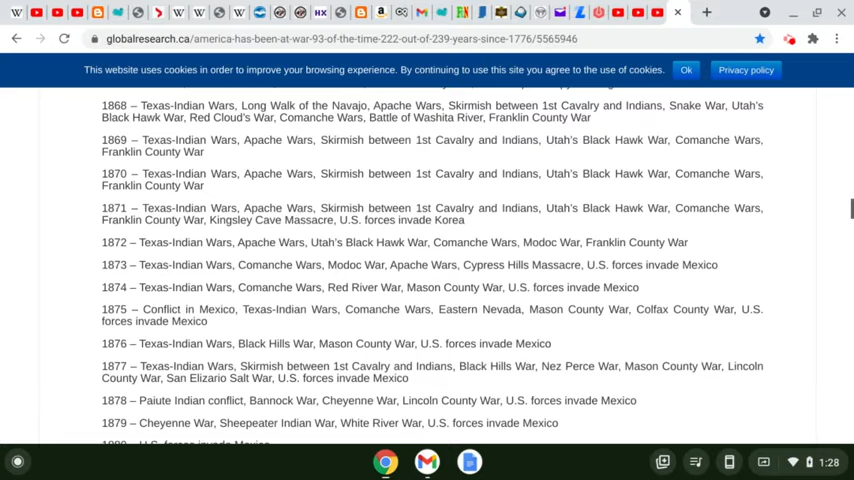 globalresearch.ca/america-has-been-at-war-93-of-the-time-222-out-of-239-years-since-1776/5565946
This website uses cookies in order to improve your browsing experience. By continuing to use this site you agree to the use of cookies. Ok Privacy policy
1868 – Texas-Indian Wars, Long Walk of the Navajo, Apache Wars, Skirmish between 1st Cavalry and Indians, Snake War, Utah's
Black Hawk War, Red Cloud's War, Comanche Wars, Battle of Washita River, Franklin County War
1869 – Texas-Indian Wars, Apache Wars, Skirmish between 1st Cavalry and Indians, Utah's Black Hawk War, Comanche Wars,
Franklin County War
1870 – Texas-Indian Wars, Apache Wars, Skirmish between 1st Cavalry and Indians, Utah's Black Hawk War, Comanche Wars,
Franklin County War
1871 – Texas-Indian Wars, Apache Wars, Skirmish between 1st Cavalry and Indians, Utah's Black Hawk War, Comanche Wars,
Franklin County War, Kingsley Cave Massacre, U.S. forces invade Korea
1872 – Texas-Indian Wars, Apache Wars, Utah's Black Hawk War, Comanche Wars, Modoc War, Franklin County War
1873 – Texas-Indian Wars, Comanche Wars, Modoc War, Apache Wars, Cypress Hills Massacre, U.S. forces invade Mexico
1874 – Texas-Indian Wars, Comanche Wars, Red River War, Mason County War, U.S. forces invade Mexico
1875 – Conflict in Mexico, Texas-Indian Wars, Comanche Wars, Eastern Nevada, Mason County War, Colfax County War, U.S.
forces invade Mexico
1876 – Texas-Indian Wars, Black Hills War, Mason County War, U.S. forces invade Mexico
1877 – Texas-Indian Wars, Skirmish between 1st Cavalry and Indians, Black Hills War, Nez Perce War, Mason County War, Lincoln
County War, San Elizario Salt War, U.S. forces invade Mexico
1878 – Paiute Indian conflict, Bannock War, Cheyenne War, Lincoln County War, U.S. forces invade Mexico
1879 – Cheyenne War, Sheepeater Indian War, White River War, U.S. forces invade Mexico
1880 – U.S. forces invade Mexico
1:28